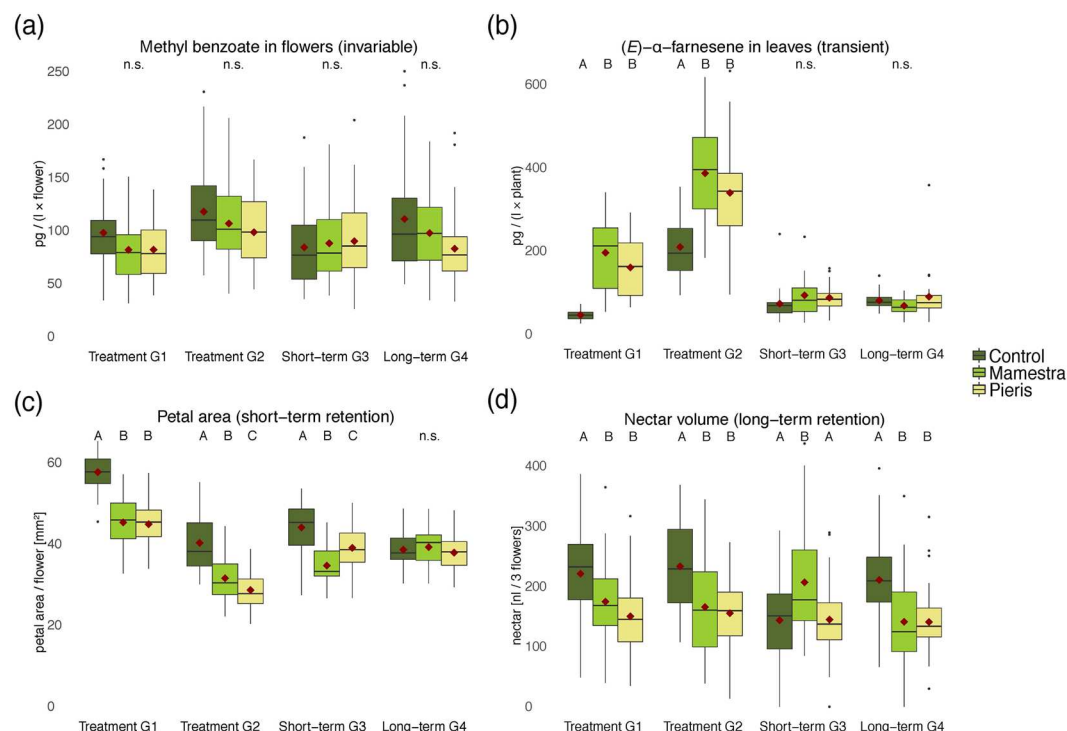 (a)
Methyl benzoate in flowers (invariable)
n.s. n.s. n.s. n.s.
250
200
150
100
50
0
pg / (l × flower)
Treatment G1 Treatment G2 Short−term G3 Long−term G4
(b)
(E)−α−farnesene in leaves (transient)
A B B A B B n.s. n.s.
600
400
200
0
pg / (l × plant)
Treatment G1 Treatment G2 Short−term G3 Long−term G4
Control
Mamestra
Pieris
(c)
Petal area (short−term retention)
A B B A B C A B C n.s.
60
40
20
0
petal area / flower [mm²]
Treatment G1 Treatment G2 Short−term G3 Long−term G4
(d)
Nectar volume (long−term retention)
A B B A B B A B A A B B
400
300
200
100
0
nectar [nl / 3 flowers]
Treatment G1 Treatment G2 Short−term G3 Long−term G4